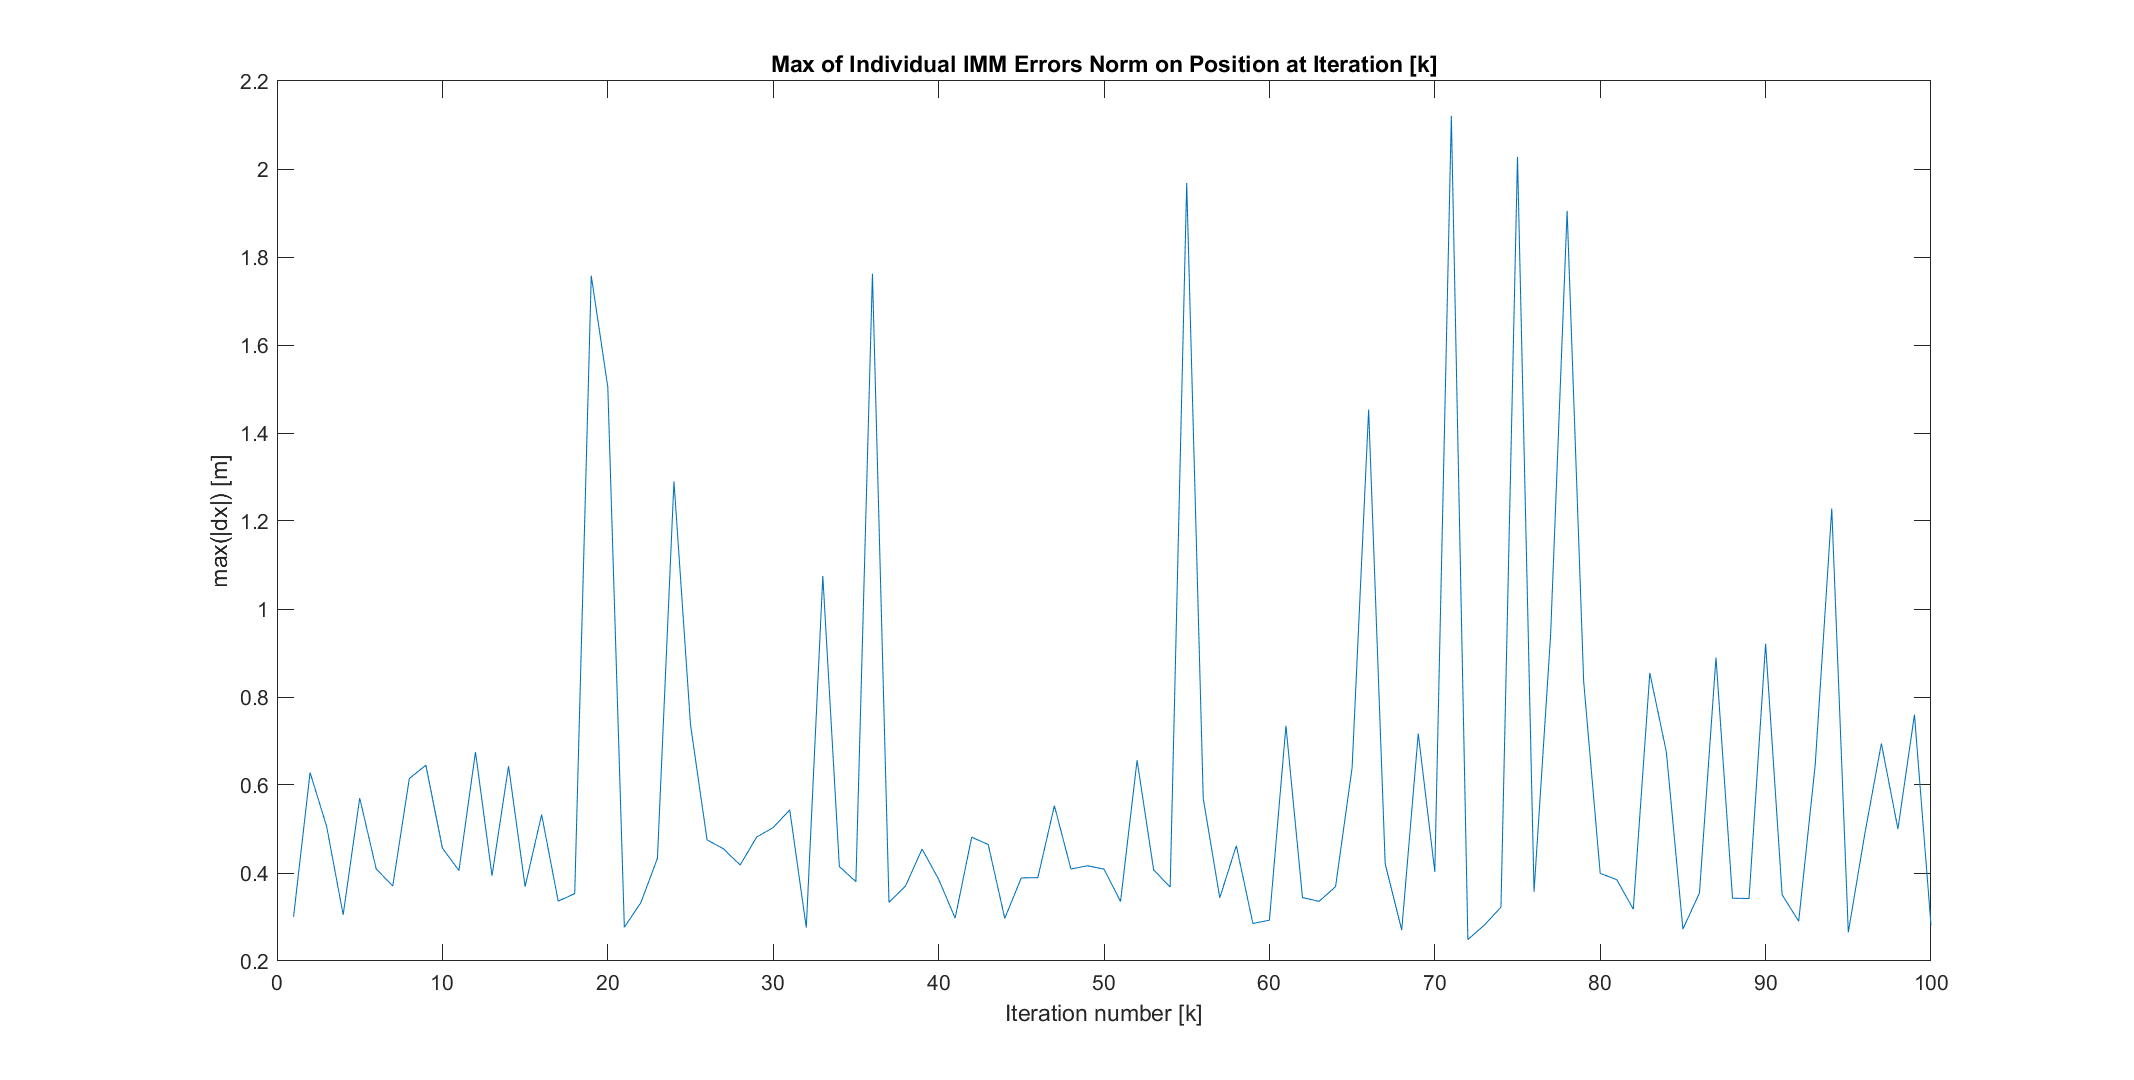 Max of Individual IMM Errors Norm on Position at Iteration [k]
2.2
2
1.8
1.6
1.4
1.2
1
0.8
0.6
0.4
0.2
max(|dx|) [m]
0 10 20 30 40 50 60 70 80 90 100
Iteration number [k]